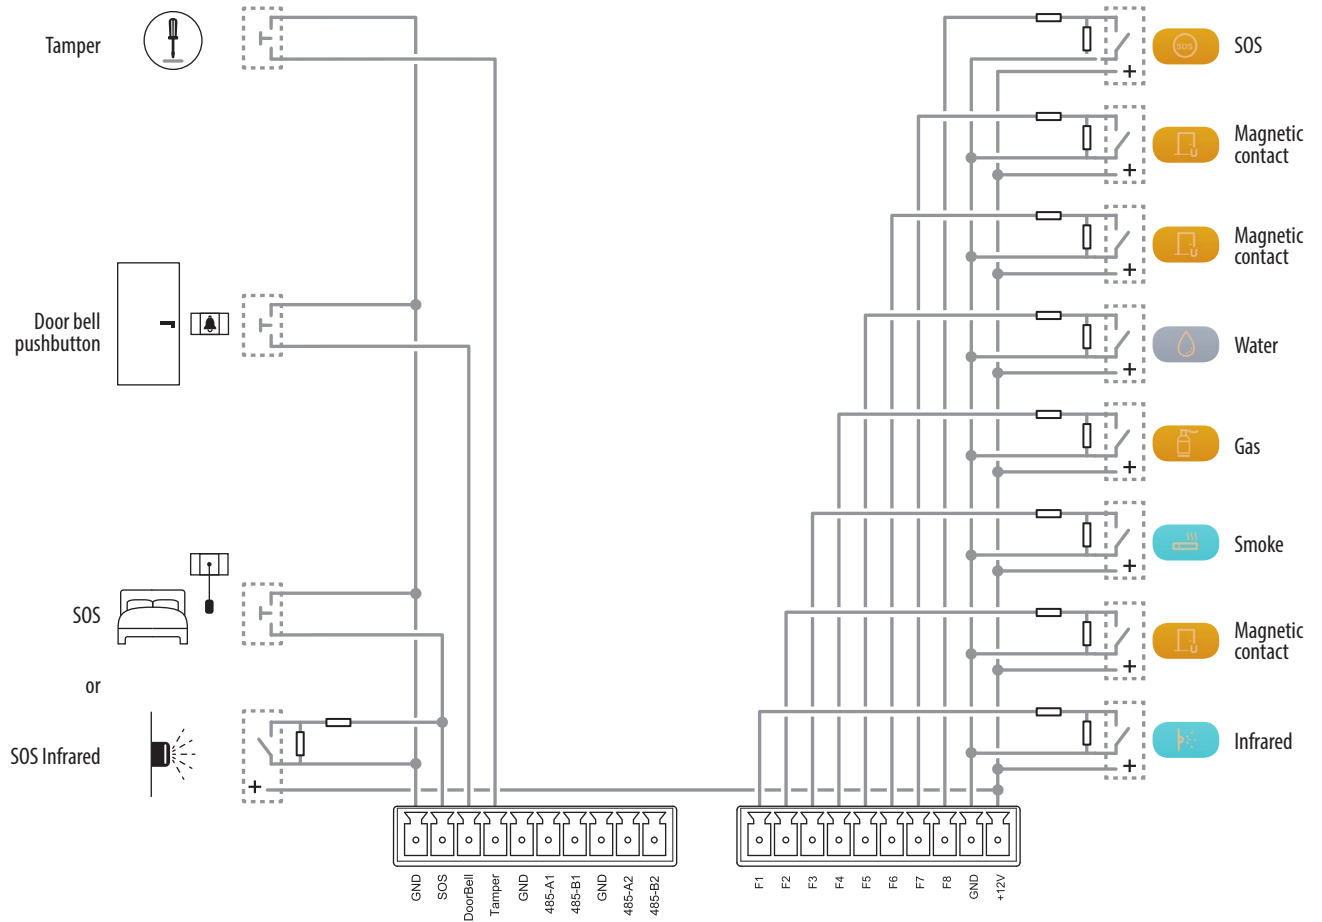 Tamper
Door bell
pushbutton
SOS
or
SOS Infrared
+
SOS
SOS
+
Magnetic
contact
+
Magnetic
contact
+
Water
+
Gas
+
Smoke
+
Magnetic
contact
+
Infrared
+
GND
SOS
DoorBell
Tamper
GND
485-A1
485-B1
GND
485-A2
485-B2
F1
F2
F3
F4
F5
F6
F7
F8
GND
+12V